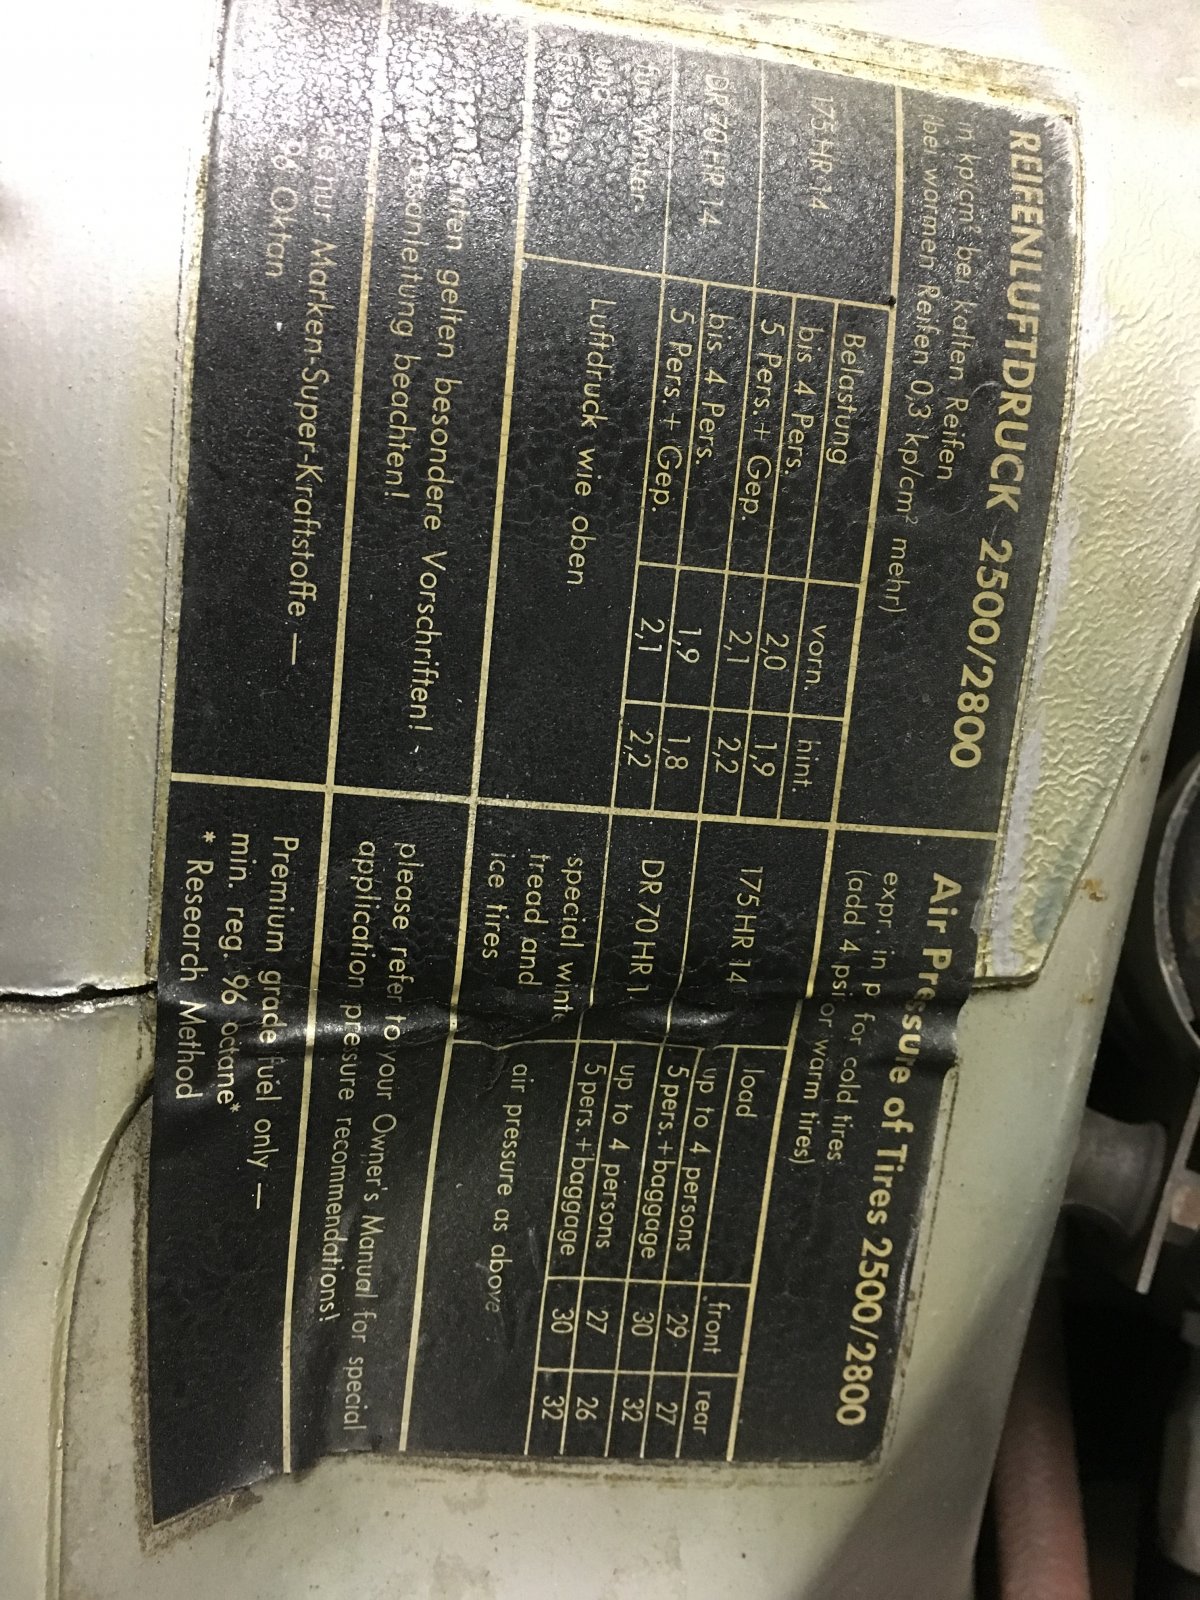 REIFENLUFTDRUCK 2500/2800
in kp/cm² bei kalten Reifen
(bei warmen Reifen 0,3 kp/cm² mehr)
Belastung vorn. hint.
175 HR 14 bis 4 Pers. 2,0 1,9
5 Pers. + Gep. 2,1 2,2
DR 70 HR 14 bis 4 Pers. 1,9 1,8
5 Pers. + Gep. 2,1 2,2
für Winter-
und
Luftdruck wie oben
gelten besondere Vorschriften!
beachten!
nur Marken-Super-Kraftstoffe —
98 Oktan
Air Pressure of Tires 2500/2800
expr. in p for cold tires
(add 4 psi or warm tires)
load front rear
175 HR 14 up to 4 persons 29 27
5 pers. + baggage 30 32
DR 70 HR 1 up to 4 persons 27 26
5 pers. + baggage 30 32
special winte
tread and
ice tires
air pressure as above
please refer to your Owner's Manual for special
application pressure recommendations!
Premium grade fuel only —
min. reg. 96 octane*
* Research Method